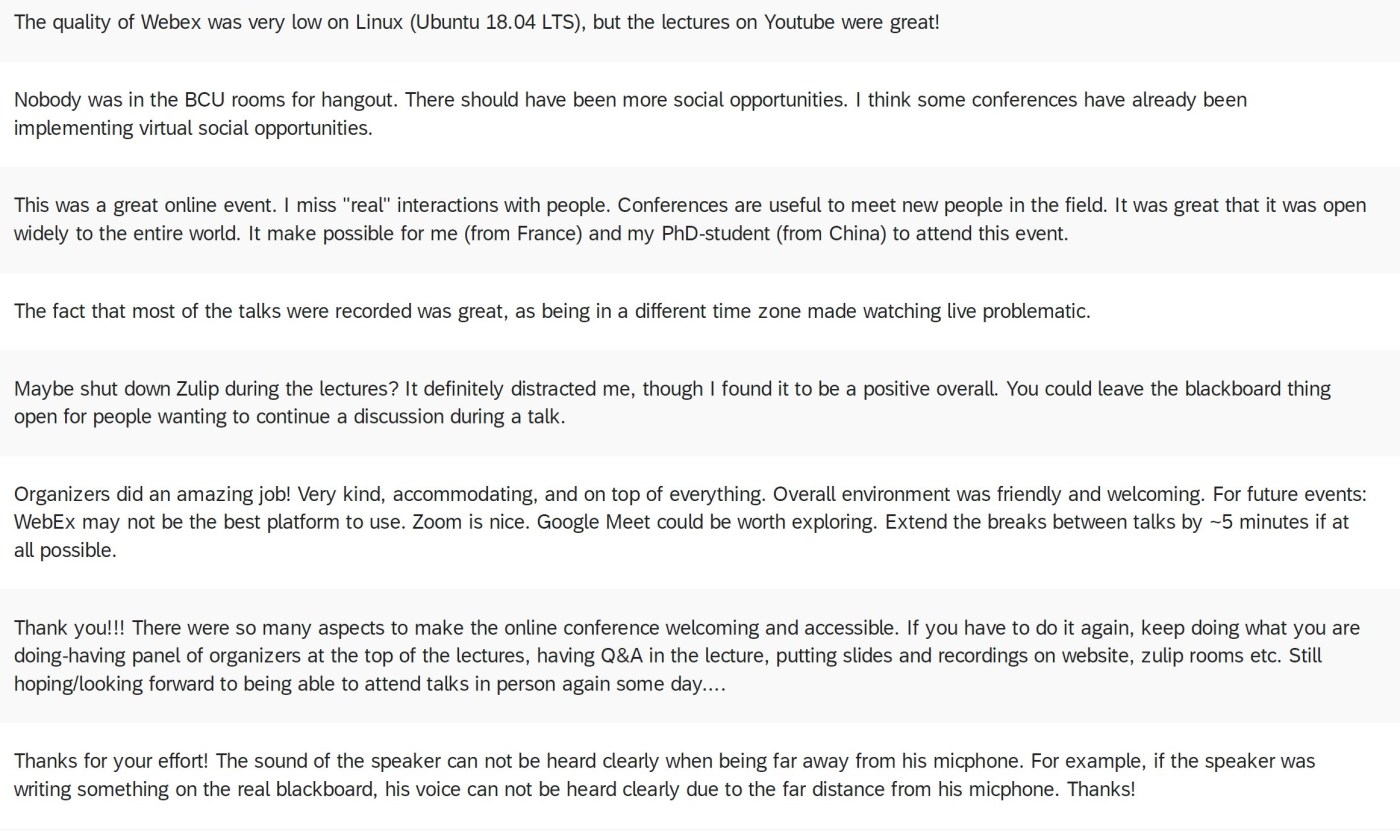 The quality of Webex was very low on Linux (Ubuntu 18.04 LTS), but the lectures on Youtube were great!
Nobody was in the BCU rooms for hangout. There should have been more social opportunities. I think some conferences have already been
implementing virtual social opportunities.
This was a great online event. I miss "real" interactions with people. Conferences are useful to meet new people in the field. It was great that it was open
widely to the entire world. It make possible for me (from France) and my PhD-student (from China) to attend this event.
The fact that most of the talks were recorded was great, as being in a different time zone made watching live problematic.
Maybe shut down Zulip during the lectures? It definitely distracted me, though I found it to be a positive overall. You could leave the blackboard thing
open for people wanting to continue a discussion during a talk.
Organizers did an amazing job! Very kind, accommodating, and on top of everything. Overall environment was friendly and welcoming. For future events:
WebEx may not be the best platform to use. Zoom is nice. Google Meet could be worth exploring. Extend the breaks between talks by ~5 minutes if at
all possible.
Thank you!!! There were so many aspects to make the online conference welcoming and accessible. If you have to do it again, keep doing what you are
doing-having panel of organizers at the top of the lectures, having Q&A in the lecture, putting slides and recordings on website, zulip rooms etc. Still
hoping/looking forward to being able to attend talks in person again some day....
Thanks for your effort! The sound of the speaker can not be heard clearly when being far away from his micphone. For example, if the speaker was
writing something on the real blackboard, his voice can not be heard clearly due to the far distance from his micphone. Thanks!